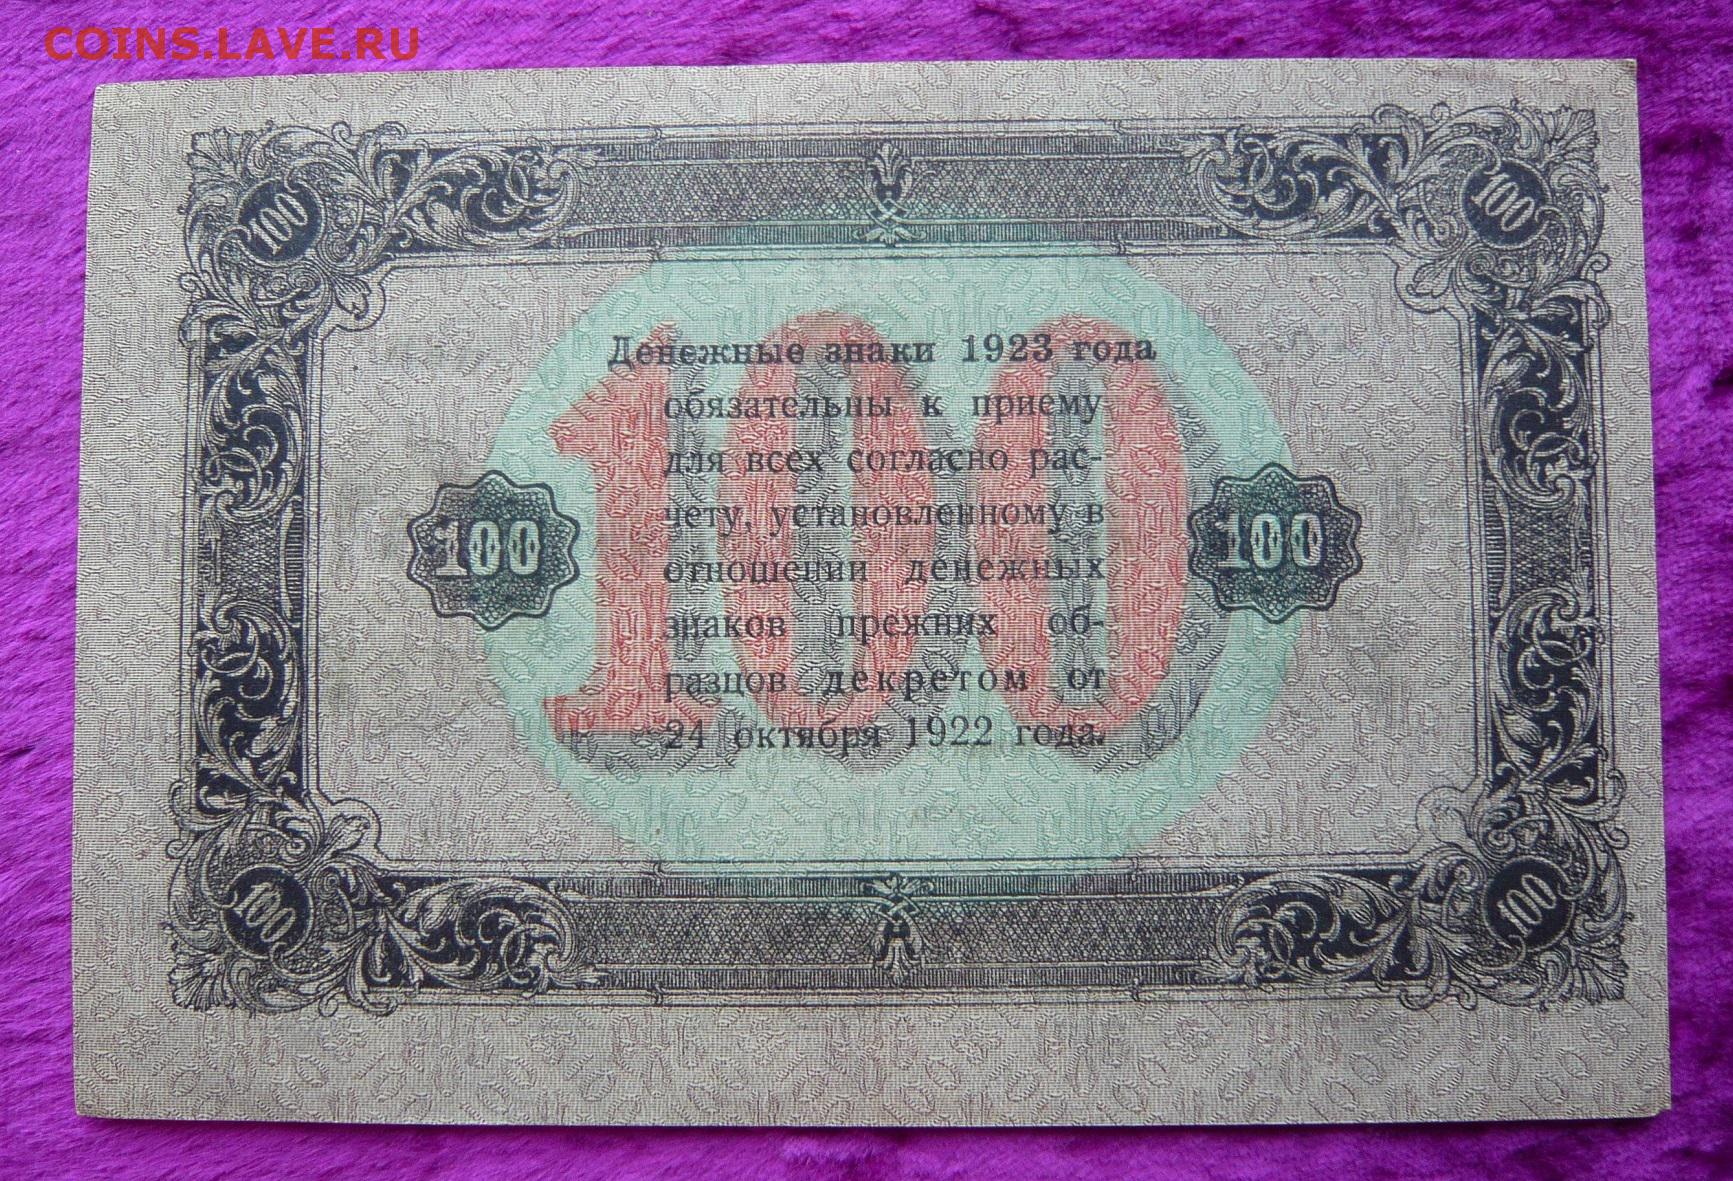 COINS.LAVE.RU
100 100
Денежные знаки 1923 года
обязательны к приему
для всех согласно рас-
чету, установленному в
100 100 100
отношении денежных
знаков прежних об-
разцов декретом от
24 октября 1922 года.
100 100